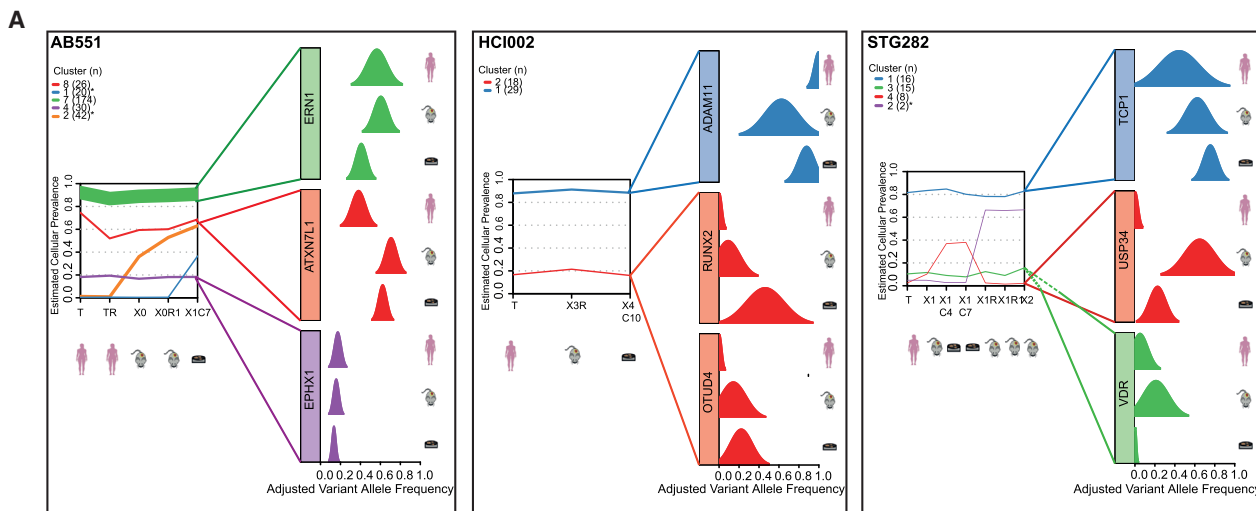 A
AB551
Cluster (n)
8 (26)
1 (20)*
7 (174)
4 (30)
2 (42)*
Estimated Cellular Prevalence
0.0 0.2 0.4 0.6 0.8 1.0
T TR X0 X0R1 X1C7
ERN1
ATXN7L1
EPHX1
0.0 0.2 0.4 0.6 0.8 1.0
Adjusted Variant Allele Frequency
HCI002
Cluster (n)
2 (18)
1 (29)
Estimated Cellular Prevalence
0.0 0.2 0.4 0.6 0.8 1.0
T X3R X4
C10
ADAM11
RUNX2
OTUD4
0.0 0.2 0.4 0.6 0.8 1.0
Adjusted Variant Allele Frequency
STG282
Cluster (n)
1 (16)
3 (15)
4 (8)
2 (2)*
Estimated Cellular Prevalence
0.0 0.2 0.4 0.6 0.8 1.0
T X1 X1 X1 X1R X1R1 X2
C4 C7
TCP1
USP34
VDR
0.0 0.2 0.4 0.6 0.8 1.0
Adjusted Variant Allele Frequency